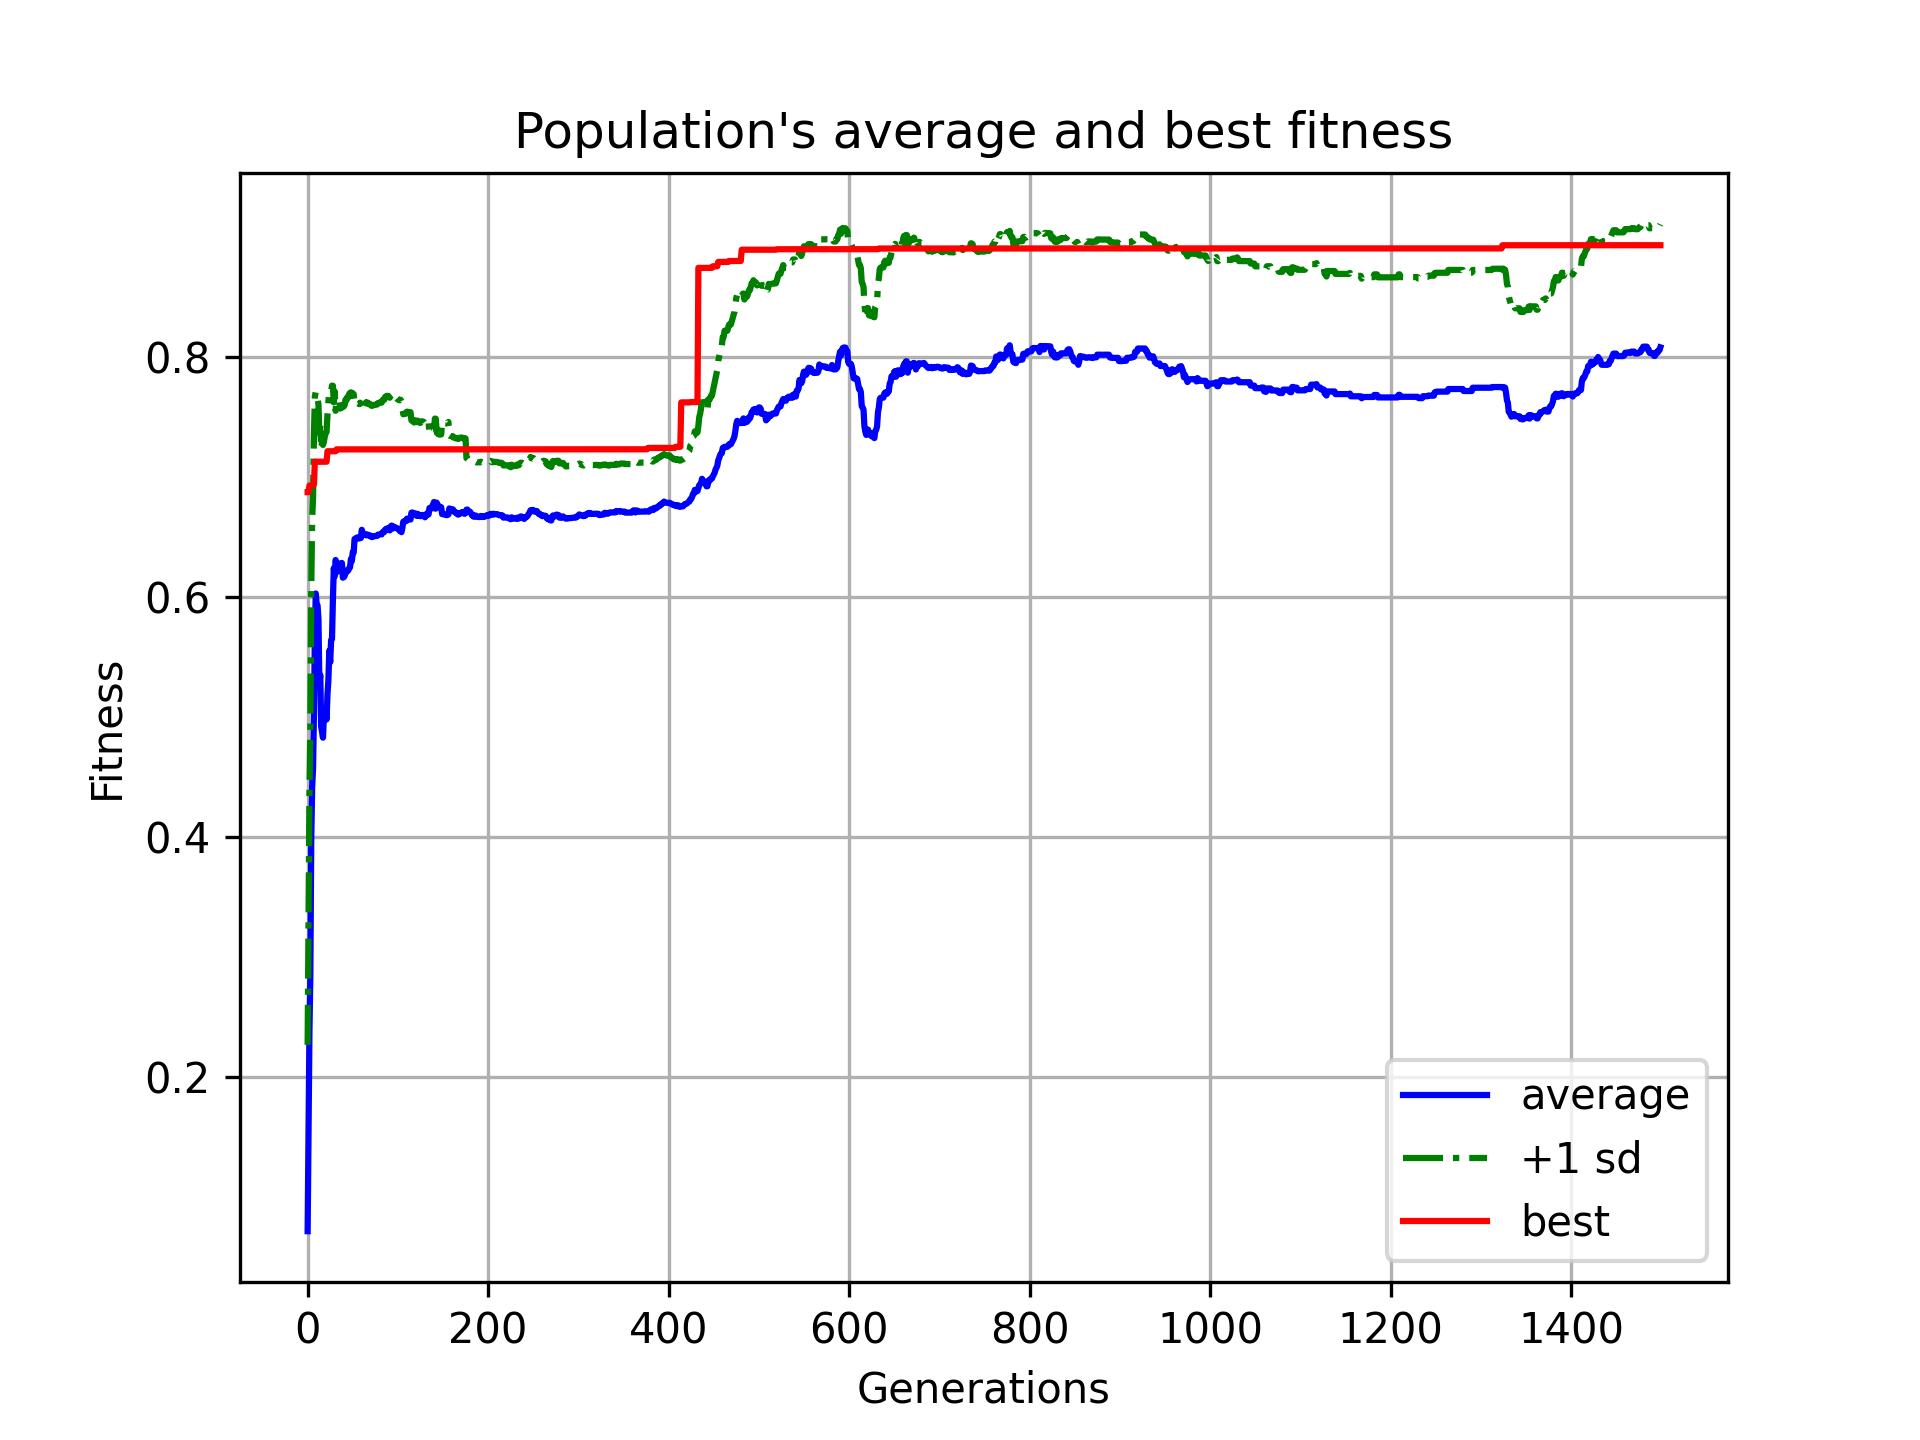 Population's average and best fitness
Fitness
0.8
0.6
0.4
0.2
0 200 400 600 800 1000 1200 1400
Generations
average
+1 sd
best